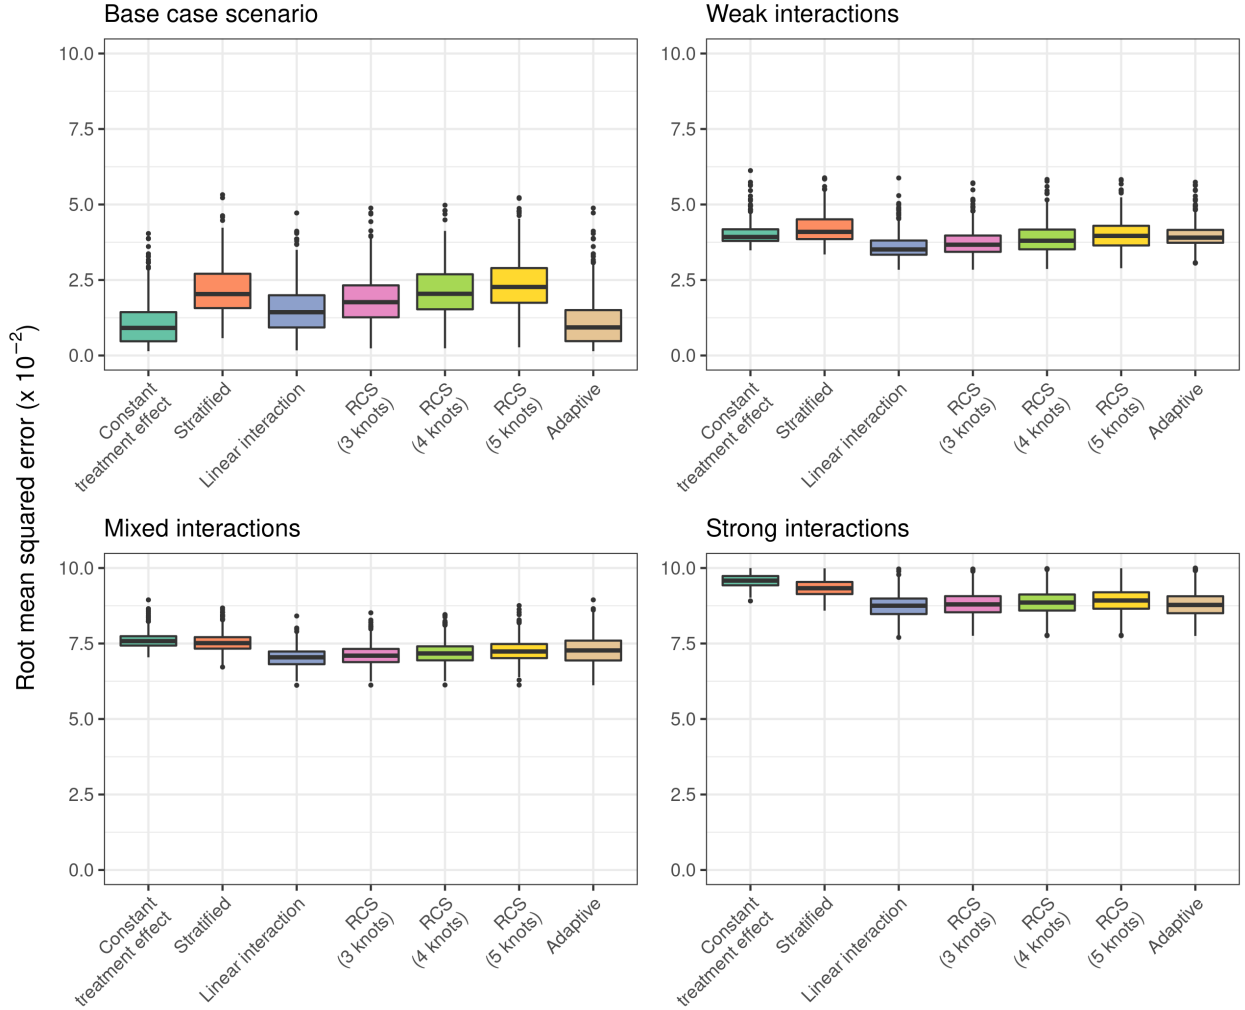 Base case scenario
Weak interactions
Root mean squared error (x 10⁻²)
10.0
7.5
5.0
2.5
0.0
Constant
treatment effect
Stratified
Linear interaction
RCS
(3 knots)
RCS
(4 knots)
RCS
(5 knots)
Adaptive
10.0
7.5
5.0
2.5
0.0
Constant
treatment effect
Stratified
Linear interaction
RCS
(3 knots)
RCS
(4 knots)
RCS
(5 knots)
Adaptive
Mixed interactions
Strong interactions
10.0
7.5
5.0
2.5
0.0
Constant
treatment effect
Stratified
Linear interaction
RCS
(3 knots)
RCS
(4 knots)
RCS
(5 knots)
Adaptive
10.0
7.5
5.0
2.5
0.0
Constant
treatment effect
Stratified
Linear interaction
RCS
(3 knots)
RCS
(4 knots)
RCS
(5 knots)
Adaptive